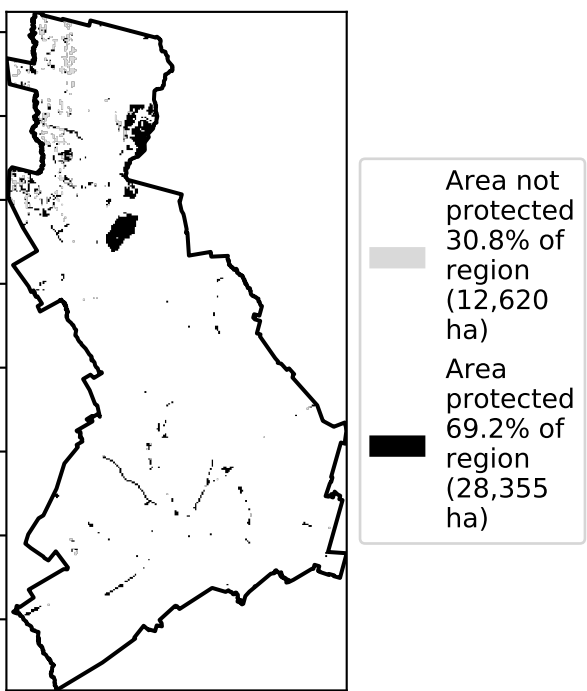 Area not
protected
30.8% of
region
(12,620
ha)
Area
protected
69.2% of
region
(28,355
ha)